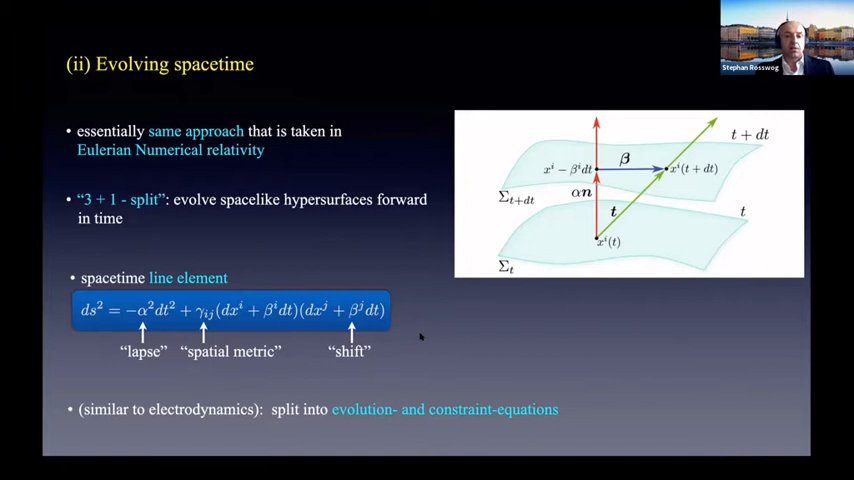 Stephan Rosswog
(ii) Evolving spacetime
• essentially same approach that is taken in
Eulerian Numerical relativity
• “3 + 1 - split”: evolve spacelike hypersurfaces forward
in time
• spacetime line element
ds² = −α²dt² + γᵢⱼ(dxⁱ + βⁱdt)(dxʲ + βʲdt)
“lapse” “spatial metric” “shift”
• (similar to electrodynamics): split into evolution- and constraint-equations
t + dt
β
xⁱ − βⁱdt
xⁱ(t + dt)
Σt+dt
αn
t
t
xⁱ(t)
Σt